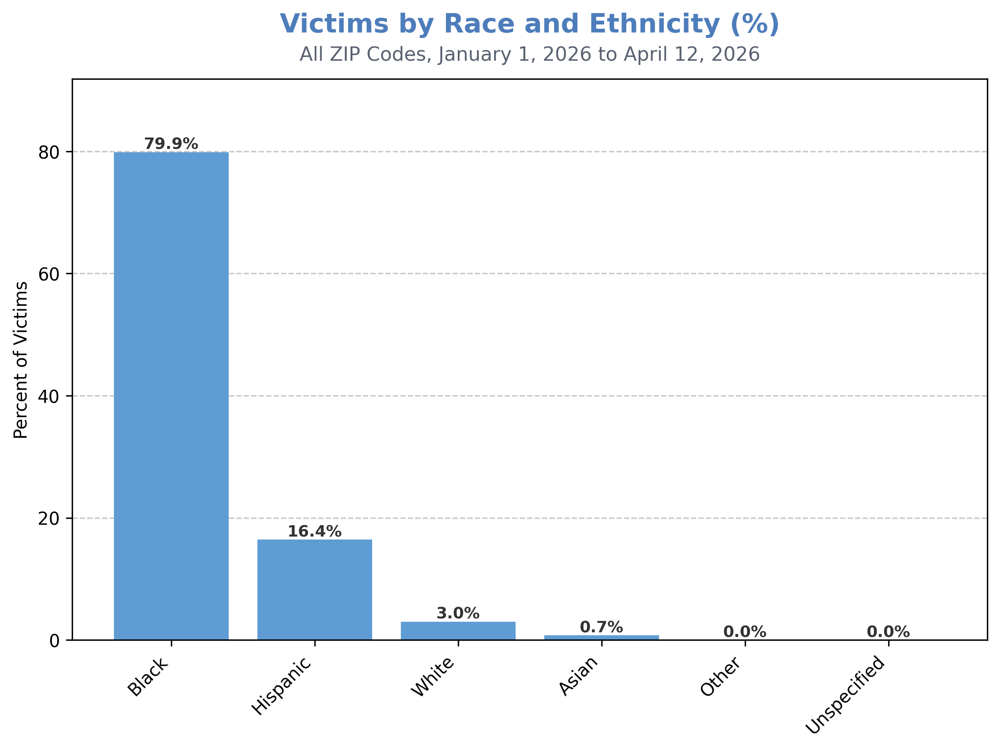 Victims by Race and Ethnicity (%)
All ZIP Codes, January 1, 2026 to April 12, 2026
Percent of Victims
80
60
40
20
0
79.9%
16.4%
3.0%
0.7%
0.0%
0.0%
Black
Hispanic
White
Asian
Other
Unspecified